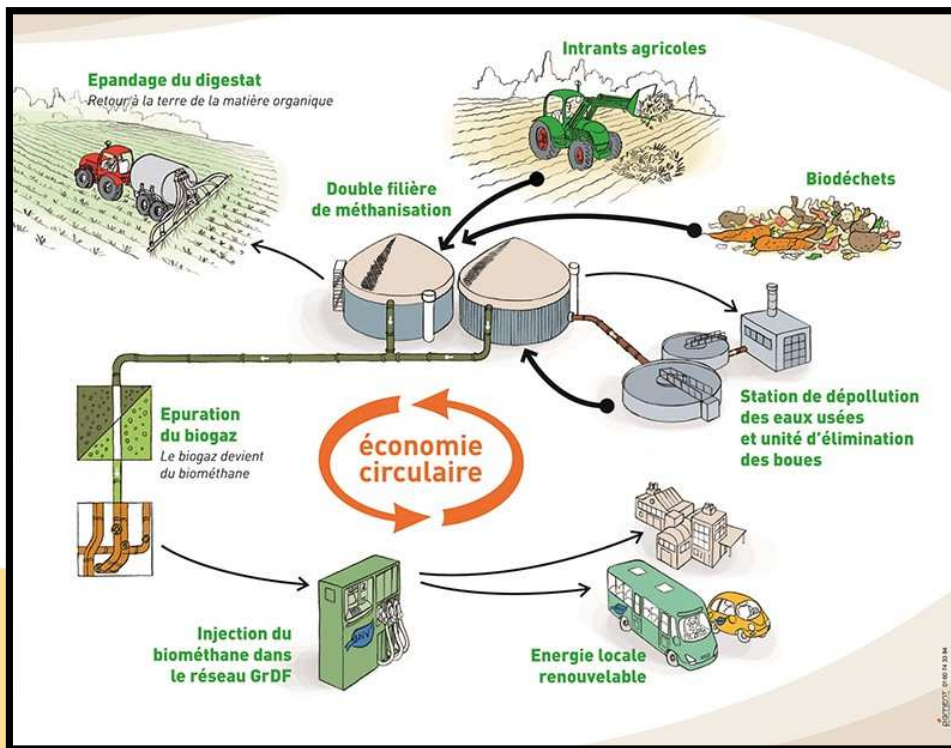 Intrants agricoles
Epandage du digestat
Retour à la terre de la matière organique
Double filière
de méthanisation
Biodéchets
Station de dépollution
des eaux usées
et unité d'élimination
des boues
Epuration
du biogaz
Le biogaz devient
du biométhane
économie
circulaire
Injection du
biométhane dans
le réseau GrDF
Energie locale
renouvelable